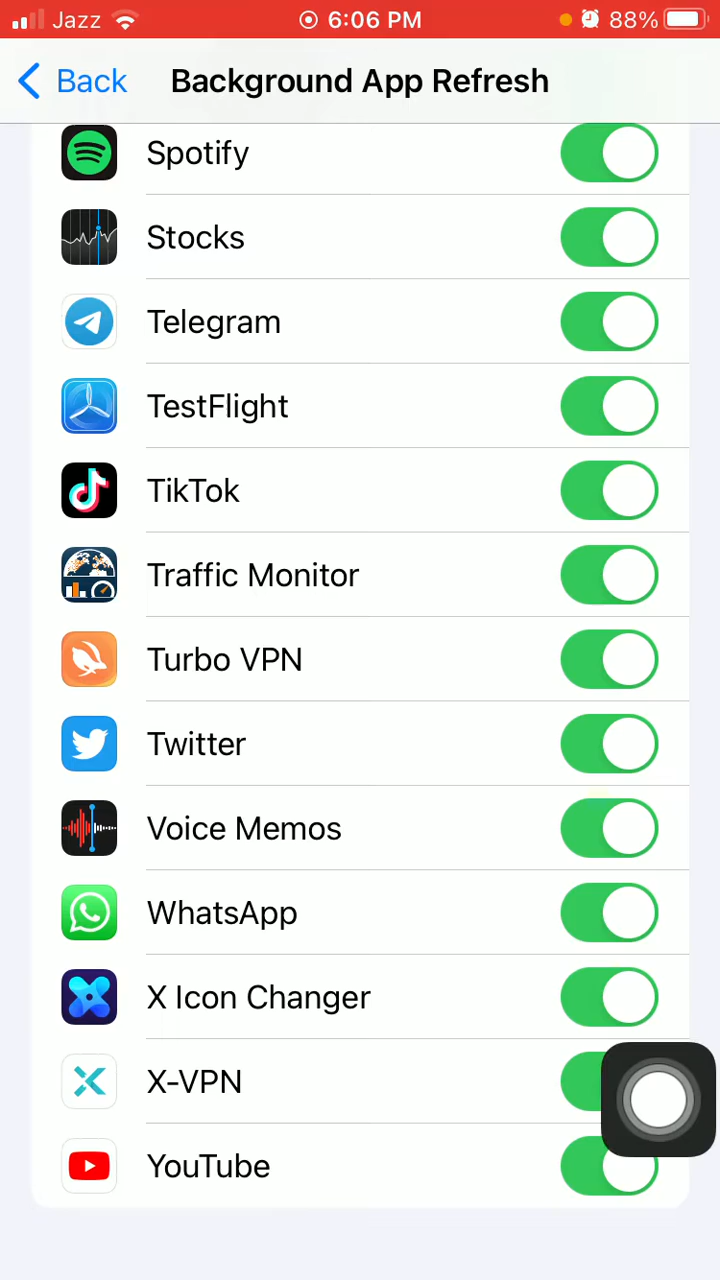 Jazz 6:06 PM 88%
Back Background App Refresh
Spotify
Stocks
Telegram
TestFlight
TikTok
Traffic Monitor
Turbo VPN
Twitter
Voice Memos
WhatsApp
X Icon Changer
X-VPN
YouTube